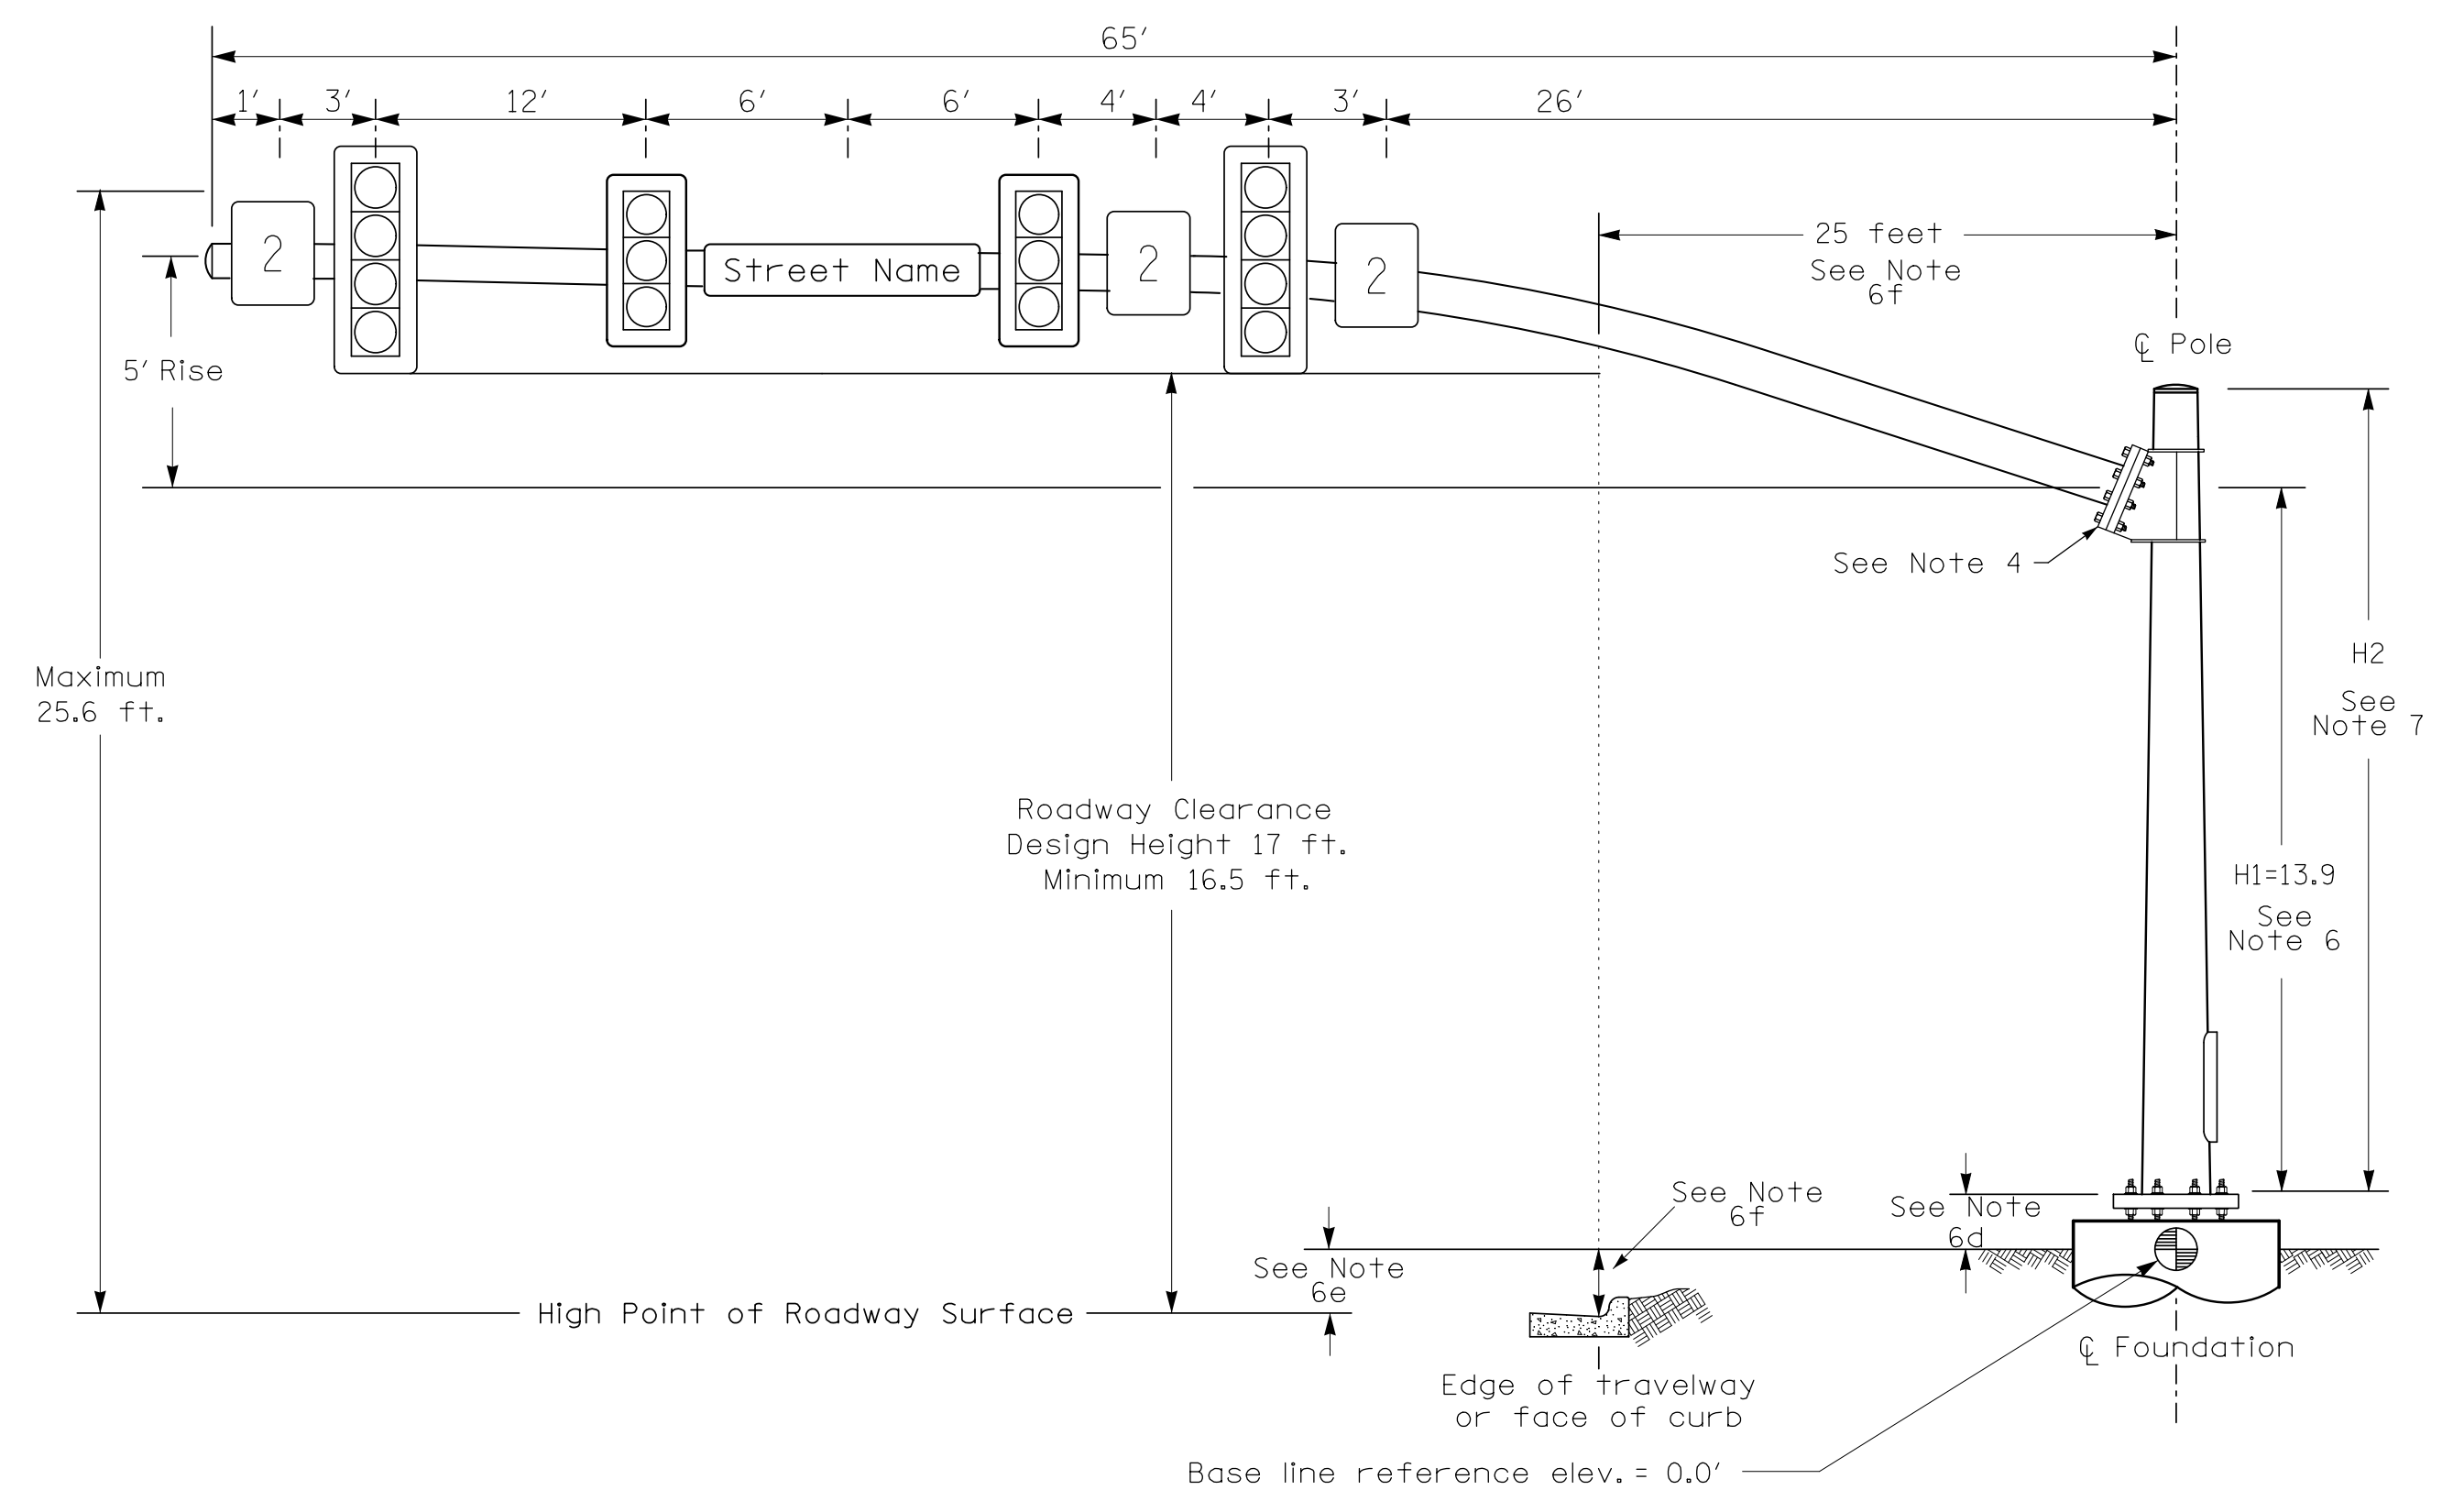 65'
1' 3' 12' 6' 6' 4' 4' 3' 26'
25 feet
See Note
6f
2
Street Name
2
2
℄ Pole
5' Rise
See Note 4
H2
See
Note 7
Maximum
25.6 ft.
Roadway Clearance
Design Height 17 ft.
Minimum 16.5 ft.
H1=13.9
See
Note 6
See Note
6f
See Note
6d
See Note
6e
High Point of Roadway Surface
℄ Foundation
Edge of travelway
or face of curb
Base line reference elev. = 0.0'